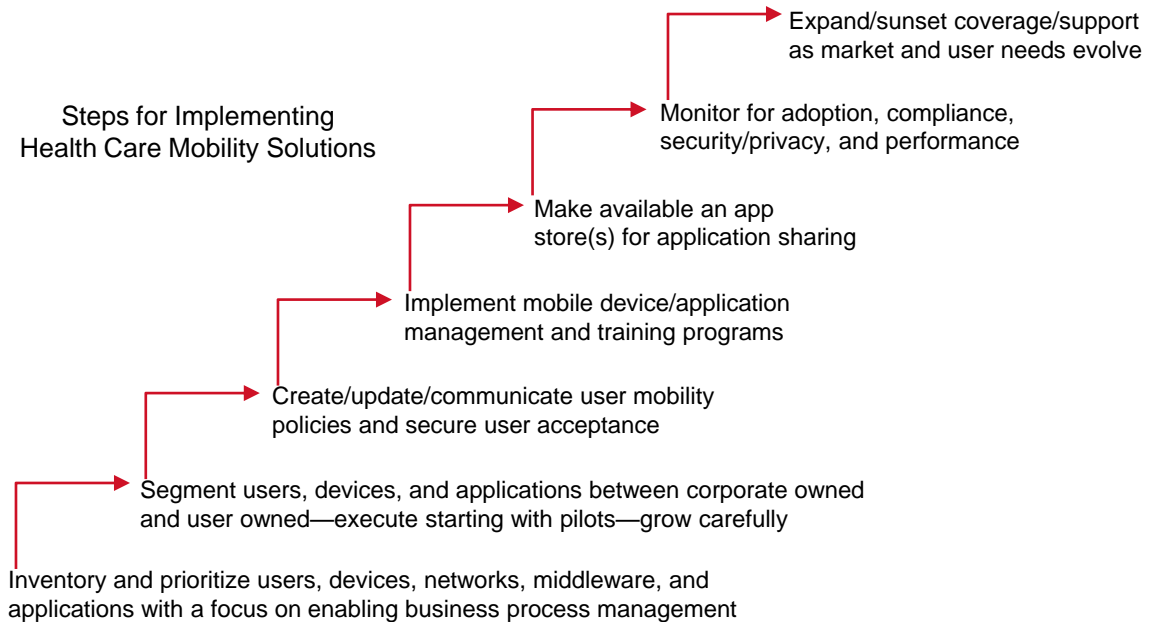 Expand/sunset coverage/support
as market and user needs evolve
Steps for Implementing
Health Care Mobility Solutions
Monitor for adoption, compliance,
security/privacy, and performance
Make available an app
store(s) for application sharing
Implement mobile device/application
management and training programs
Create/update/communicate user mobility
policies and secure user acceptance
Segment users, devices, and applications between corporate owned
and user owned—execute starting with pilots—grow carefully
Inventory and prioritize users, devices, networks, middleware, and
applications with a focus on enabling business process management